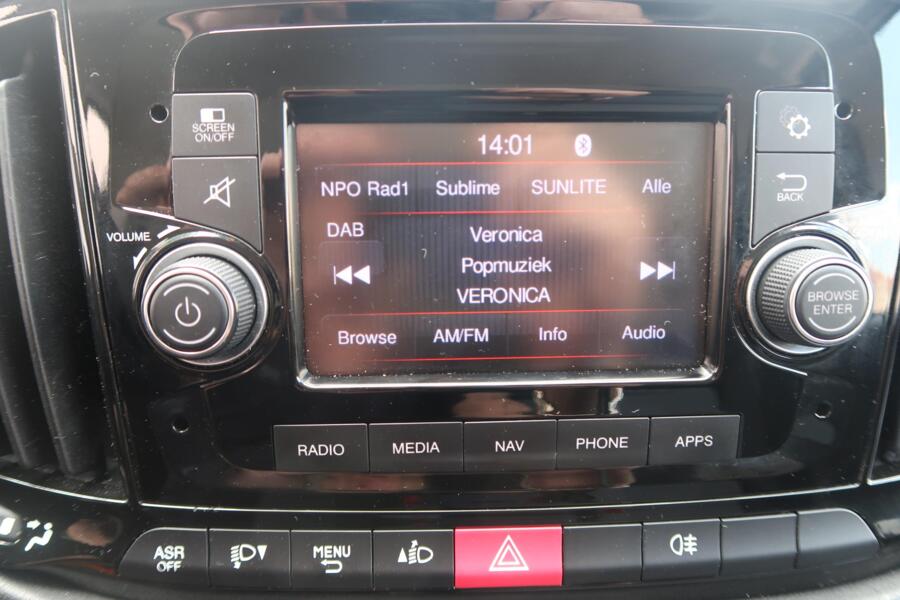 14:01
SCREEN
ON/OFF
NPO Rad1 Sublime SUNLITE Alle
BACK
DAB
Veronica
VOLUME
Popmuziek
VERONICA
BROWSE
ENTER
Browse AM/FM Info Audio
RADIO MEDIA NAV PHONE APPS
ASR
OFF
MENU